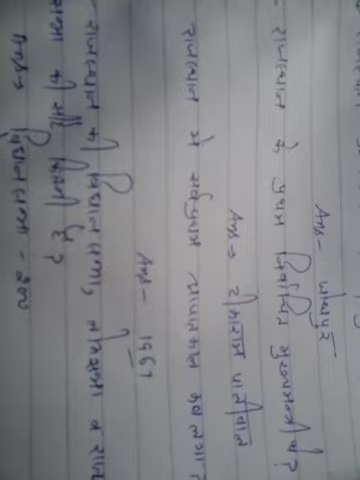 Ans - जोधपुर
राजस्थान के प्रथम निर्वाचित मुख्यमंत्री थे?
Ans → टीकाराम पालीवाल
राजस्थान में सर्वप्रथम राष्ट्रपति शासन कब लगा
Ans - 1967
राजस्थान की विधानसभा, लोकसभा व राज्य
सभा की सीटें कितनी है?
Ans → विधानसभा - 200